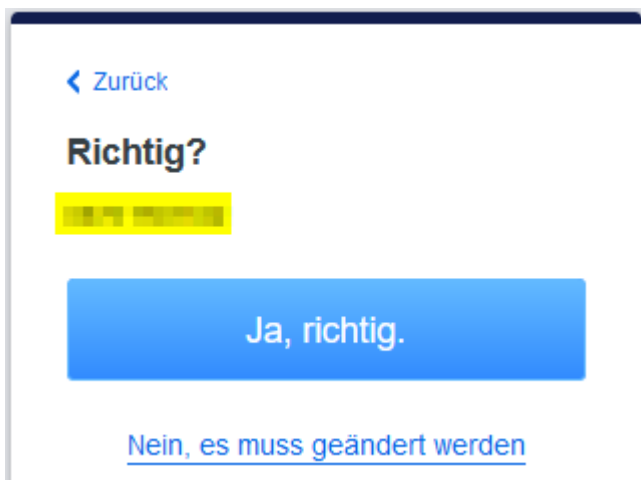 Zurück
Richtig?
Ja, richtig.
Nein, es muss geändert werden